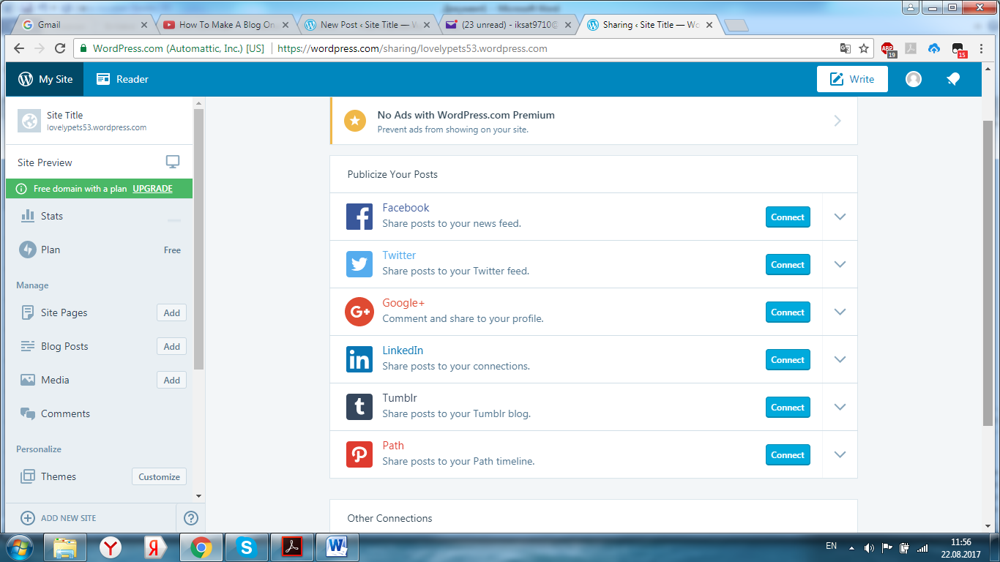 Документ1 - Microsoft Word
Gmail
How To Make A Blog On
New Post ‹ Site Title — W
(23 unread) - iksat9710@
Sharing ‹ Site Title — Wo
WordPress.com (Automattic, Inc.) [US]
https://wordpress.com/sharing/lovelypets53.wordpress.com
ABP
19
15
My Site
Reader
Write
Site Title
lovelypets53.wordpress.com
Site Preview
Free domain with a plan UPGRADE
Stats
Plan
Free
Manage
Site Pages
Add
Blog Posts
Add
Media
Add
Comments
Personalize
Themes
Customize
ADD NEW SITE
No Ads with WordPress.com Premium
Prevent ads from showing on your site.
Publicize Your Posts
Facebook
Share posts to your news feed.
Connect
Twitter
Share posts to your Twitter feed.
Connect
Google+
Comment and share to your profile.
Connect
LinkedIn
Share posts to your connections.
Connect
Tumblr
Share posts to your Tumblr blog.
Connect
Path
Share posts to your Path timeline.
Connect
Other Connections
EN
11:56
22.08.2017